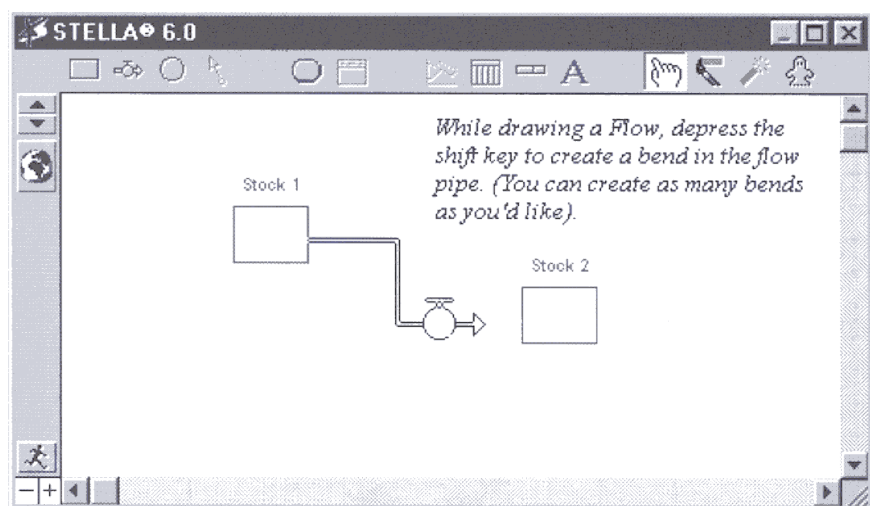 STELLA® 6.0
A
While drawing a Flow, depress the
shift key to create a bend in the flow
pipe. (You can create as many bends
as you'd like).
Stock 1
Stock 2